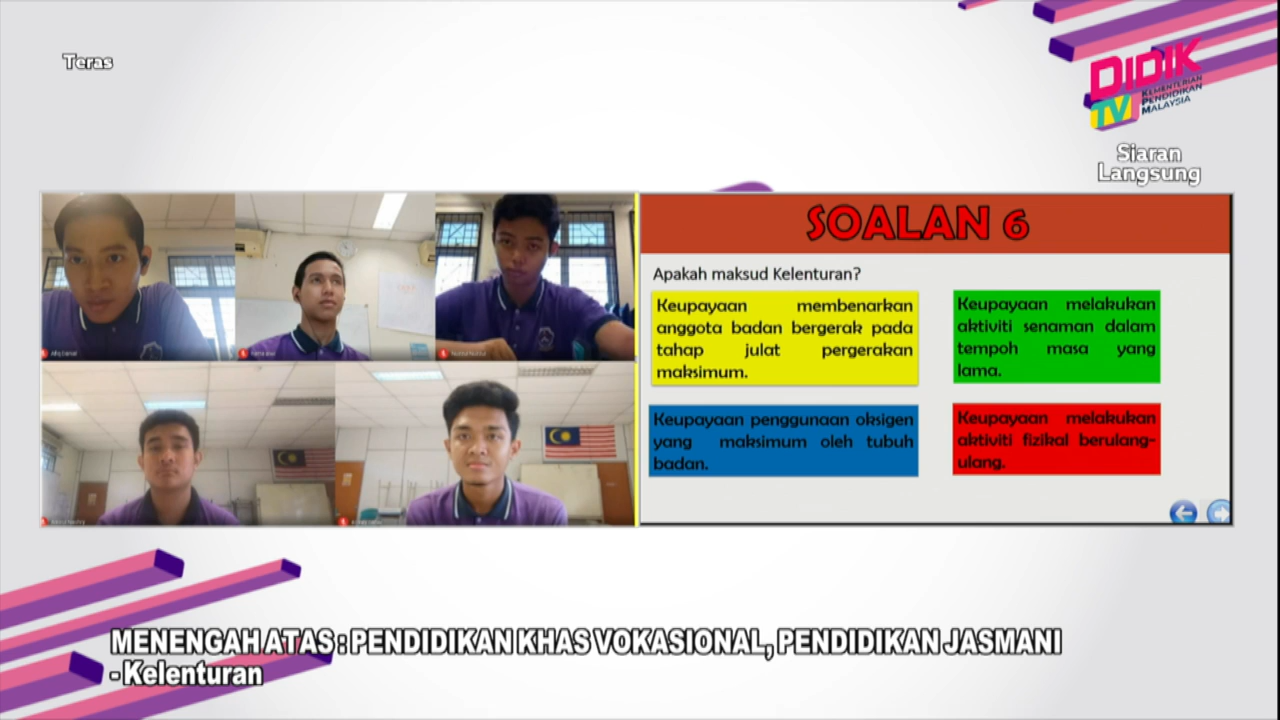 Teras
DIDIK
TV
KEMENTERIAN
PENDIDIKAN
MALAYSIA
Siaran
Langsung
SOALAN 6
Apakah maksud Kelenturan?
Keupayaan membenarkan
anggota badan bergerak pada
tahap julat pergerakan
maksimum.
Keupayaan melakukan
aktiviti senaman dalam
tempoh masa yang
lama.
Keupayaan penggunaan oksigen
yang maksimum oleh tubuh
badan.
Keupayaan melakukan
aktiviti fizikal berulang-
ulang.
MENENGAH ATAS : PENDIDIKAN KHAS VOKASIONAL, PENDIDIKAN JASMANI
- Kelenturan